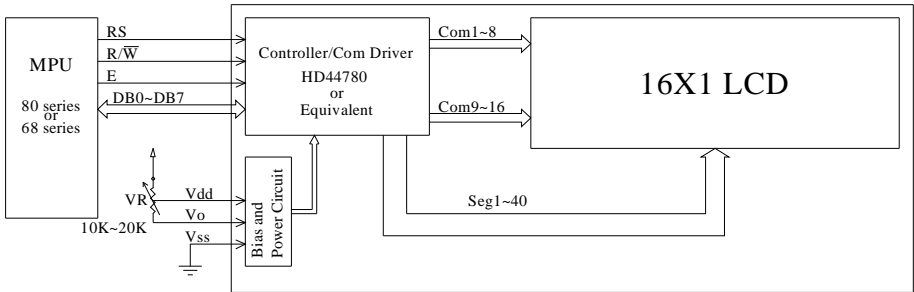 MPU
80 series
or
68 series
RS
R/W̅
E
DB0~DB7
Controller/Com Driver
HD44780
or
Equivalent
Com1~8
Com9~16
16X1 LCD
Seg1~40
VR
10K~20K
Vdd
Vo
Vss
Bias and
Power Circuit